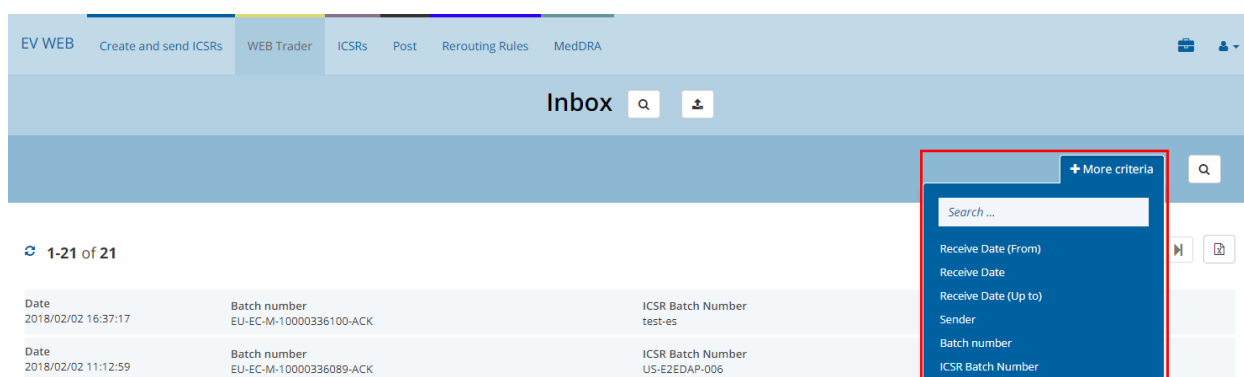 EV WEB Create and send ICSRs WEB Trader ICSRs Post Rerouting Rules MedDRA
Inbox
+ More criteria
Search ...
1-21 of 21
Receive Date (From)
Receive Date
Receive Date (Up to)
Sender
Batch number
ICSR Batch Number
Date Batch number ICSR Batch Number
2018/02/02 16:37:17 EU-EC-M-10000336100-ACK test-es
Date Batch number ICSR Batch Number
2018/02/02 11:12:59 EU-EC-M-10000336089-ACK US-E2EDAP-006